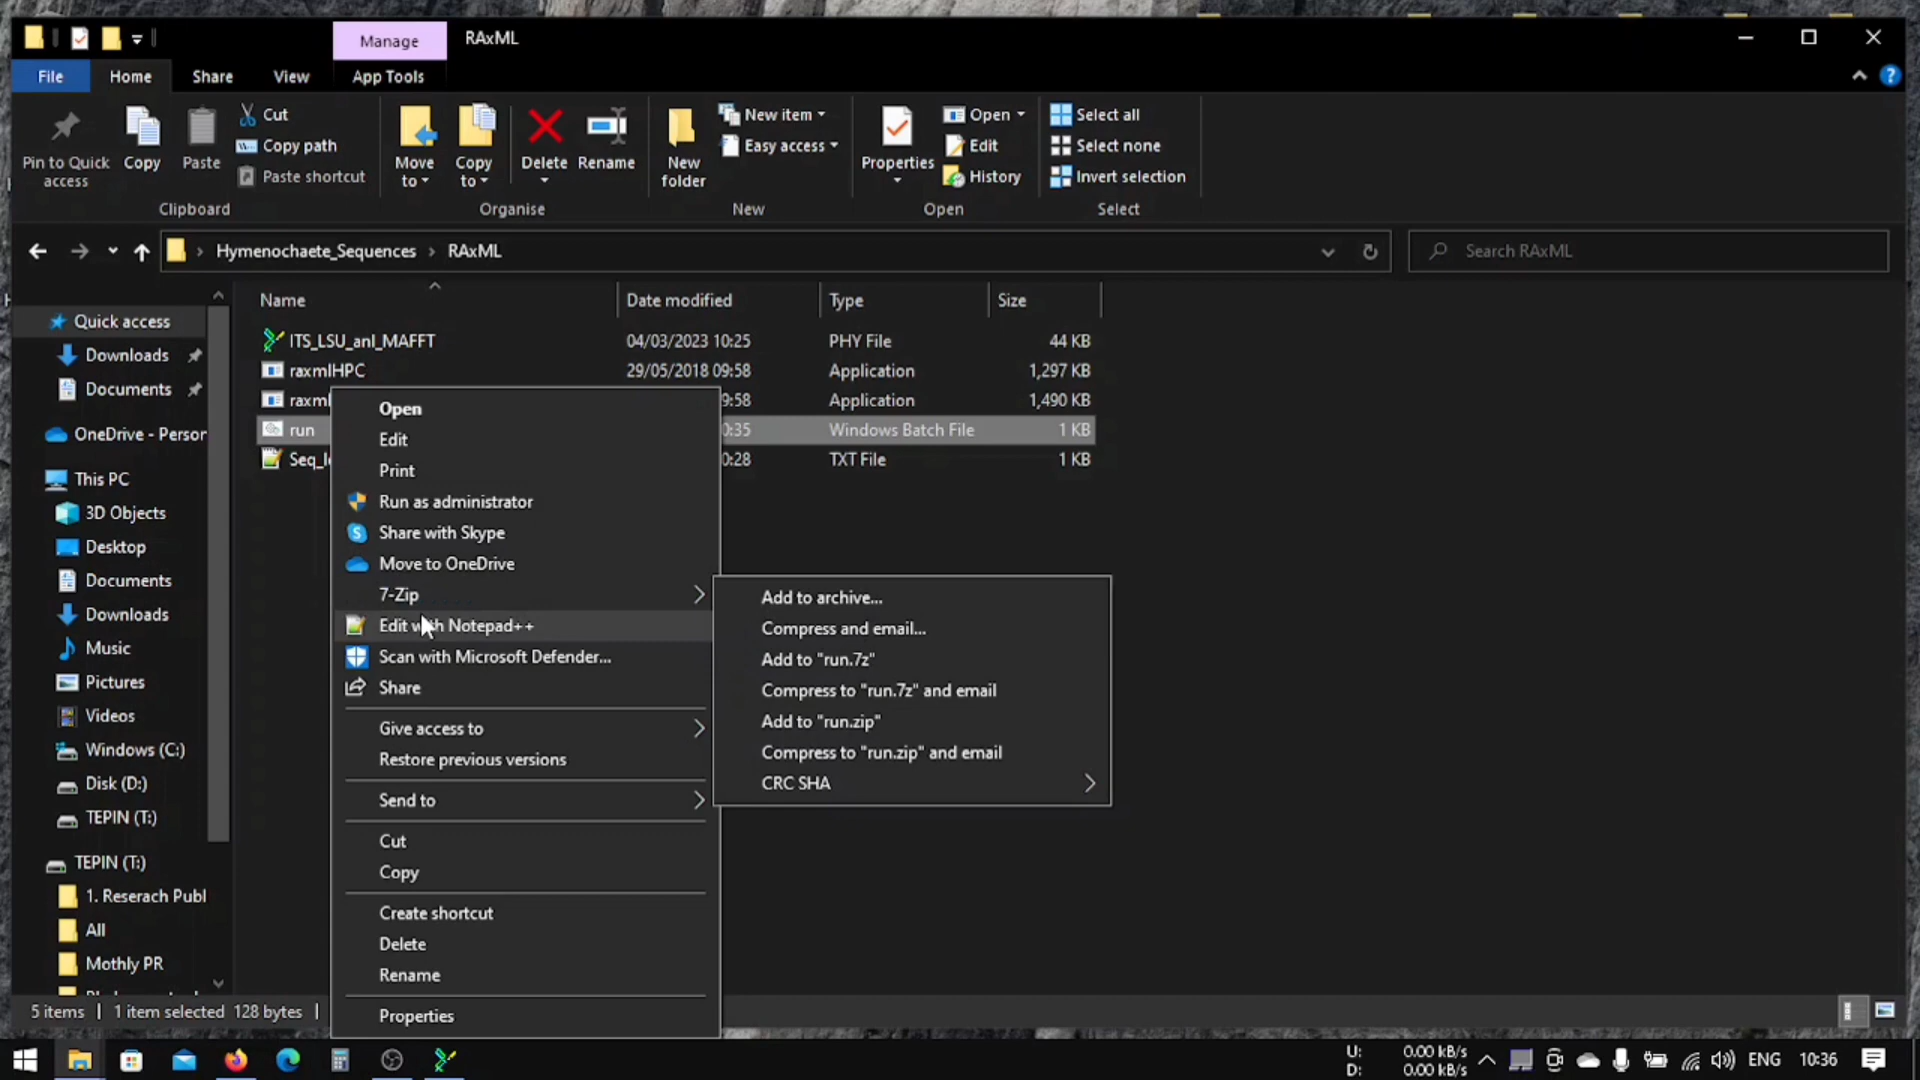 Manage
RAxML
File
Home
Share
View
App Tools
Pin to Quick access
Copy
Paste
Cut
Copy path
Paste shortcut
Move to
Copy to
Delete
Rename
New folder
New item
Easy access
Properties
Open
Edit
History
Select all
Select none
Invert selection
Clipboard
Organise
New
Open
Select
Hymenochaete_Sequences
RAxML
Search RAxML
Name
Date modified
Type
Size
ITS_LSU_anl_MAFFT 04/03/2023 10:25 PHY File 44 KB
raxmlHPC 29/05/2018 09:58 Application 1,297 KB
Application 1,490 KB
run Windows Batch File 1 KB
TXT File 1 KB
Quick access
Downloads
Documents
OneDrive - Person
This PC
3D Objects
Desktop
Documents
Downloads
Music
Pictures
Videos
Windows (C:)
Disk (D:)
TEPIN (T:)
TEPIN (T:)
1. Reserach Publ
All
Mothly PR
Open
Edit
Print
Run as administrator
Share with Skype
Move to OneDrive
7-Zip
Edit with Notepad++
Scan with Microsoft Defender...
Share
Give access to
Restore previous versions
Send to
Cut
Copy
Create shortcut
Delete
Rename
Properties
Add to archive...
Compress and email...
Add to "run.7z"
Compress to "run.7z" and email
Add to "run.zip"
Compress to "run.zip" and email
CRC SHA
5 items
1 item selected 128 bytes
U: 0.00 kB/s
D: 0.00 kB/s
ENG
10:36